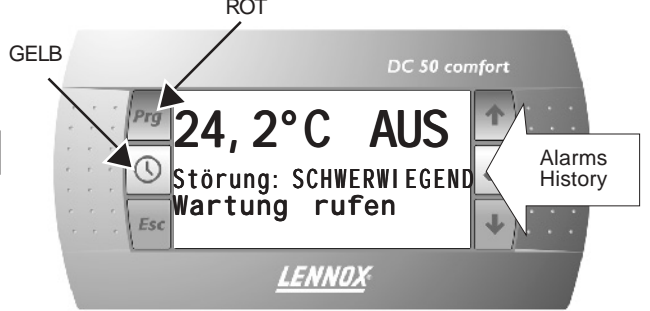 ROT
GELB
DC 50 comfort
Prg
24,2°C AUS
Störung: SCHWERWIEGEND
Wartung rufen
Esc
Alarms
History
LENNOX